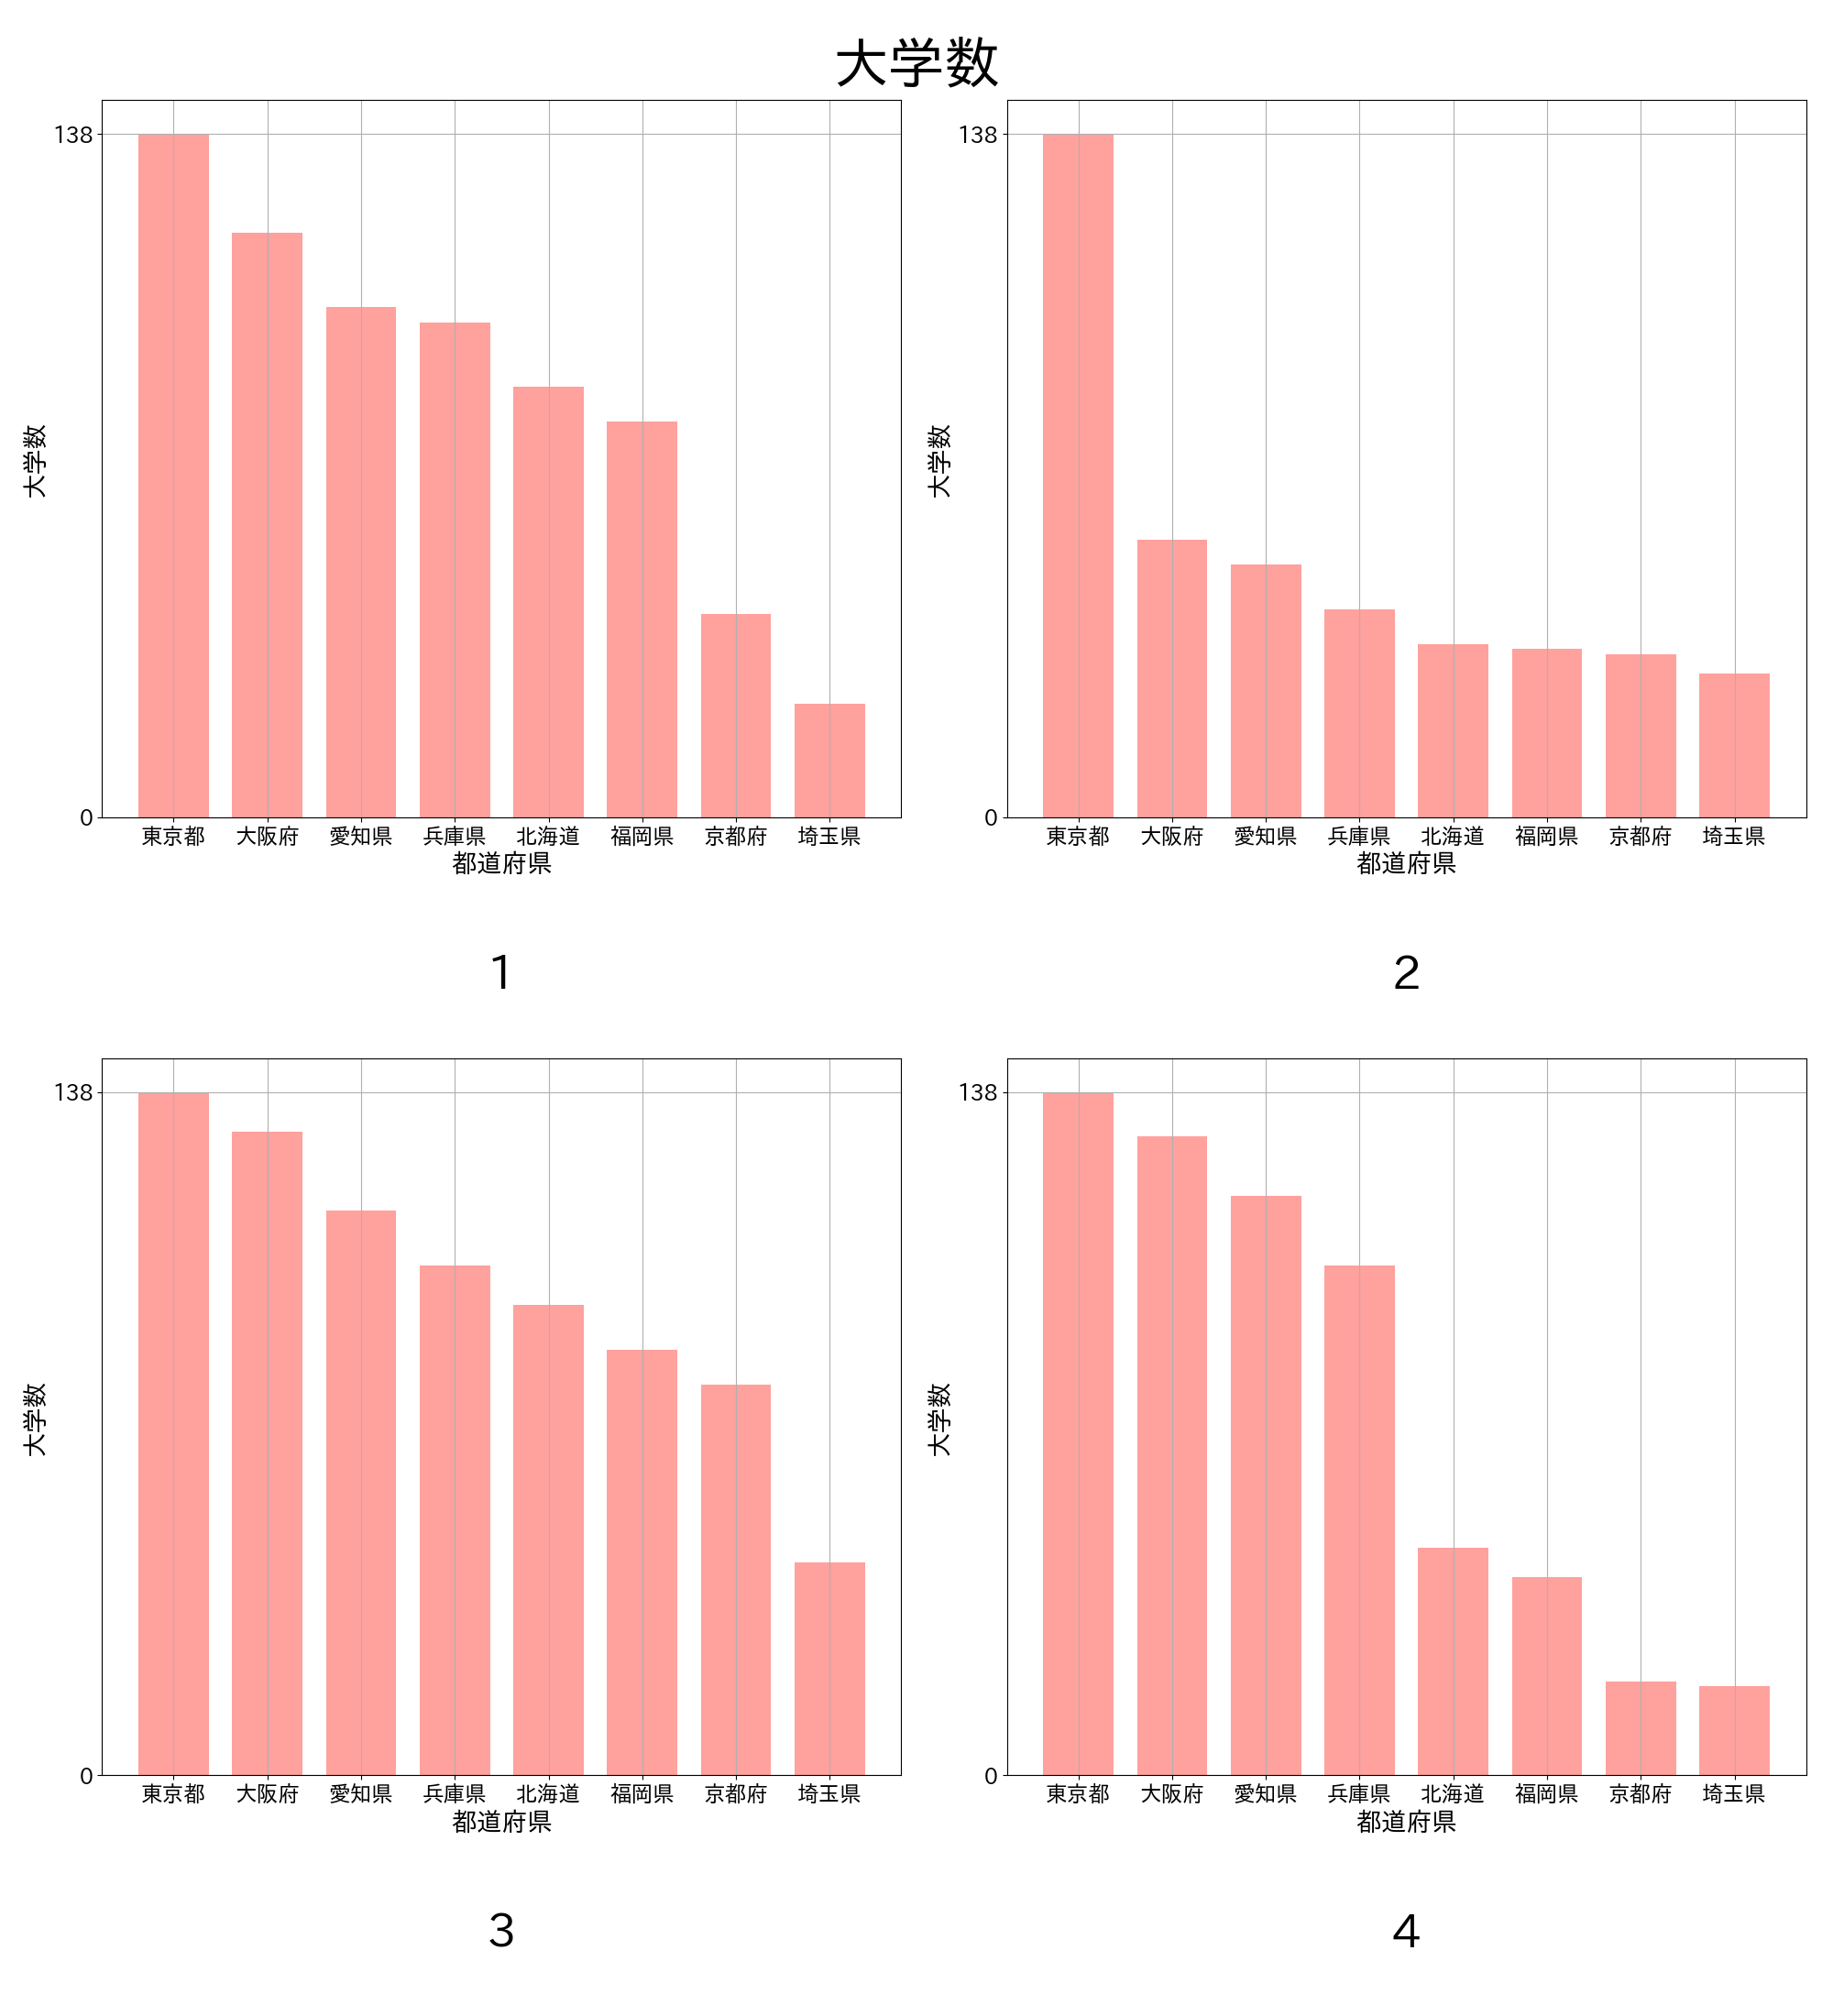 大学数
138
大学数
0
東京都 大阪府 愛知県 兵庫県 北海道 福岡県 京都府 埼玉県
都道府県
1
138
大学数
0
東京都 大阪府 愛知県 兵庫県 北海道 福岡県 京都府 埼玉県
都道府県
2
138
大学数
0
東京都 大阪府 愛知県 兵庫県 北海道 福岡県 京都府 埼玉県
都道府県
3
138
大学数
0
東京都 大阪府 愛知県 兵庫県 北海道 福岡県 京都府 埼玉県
都道府県
4